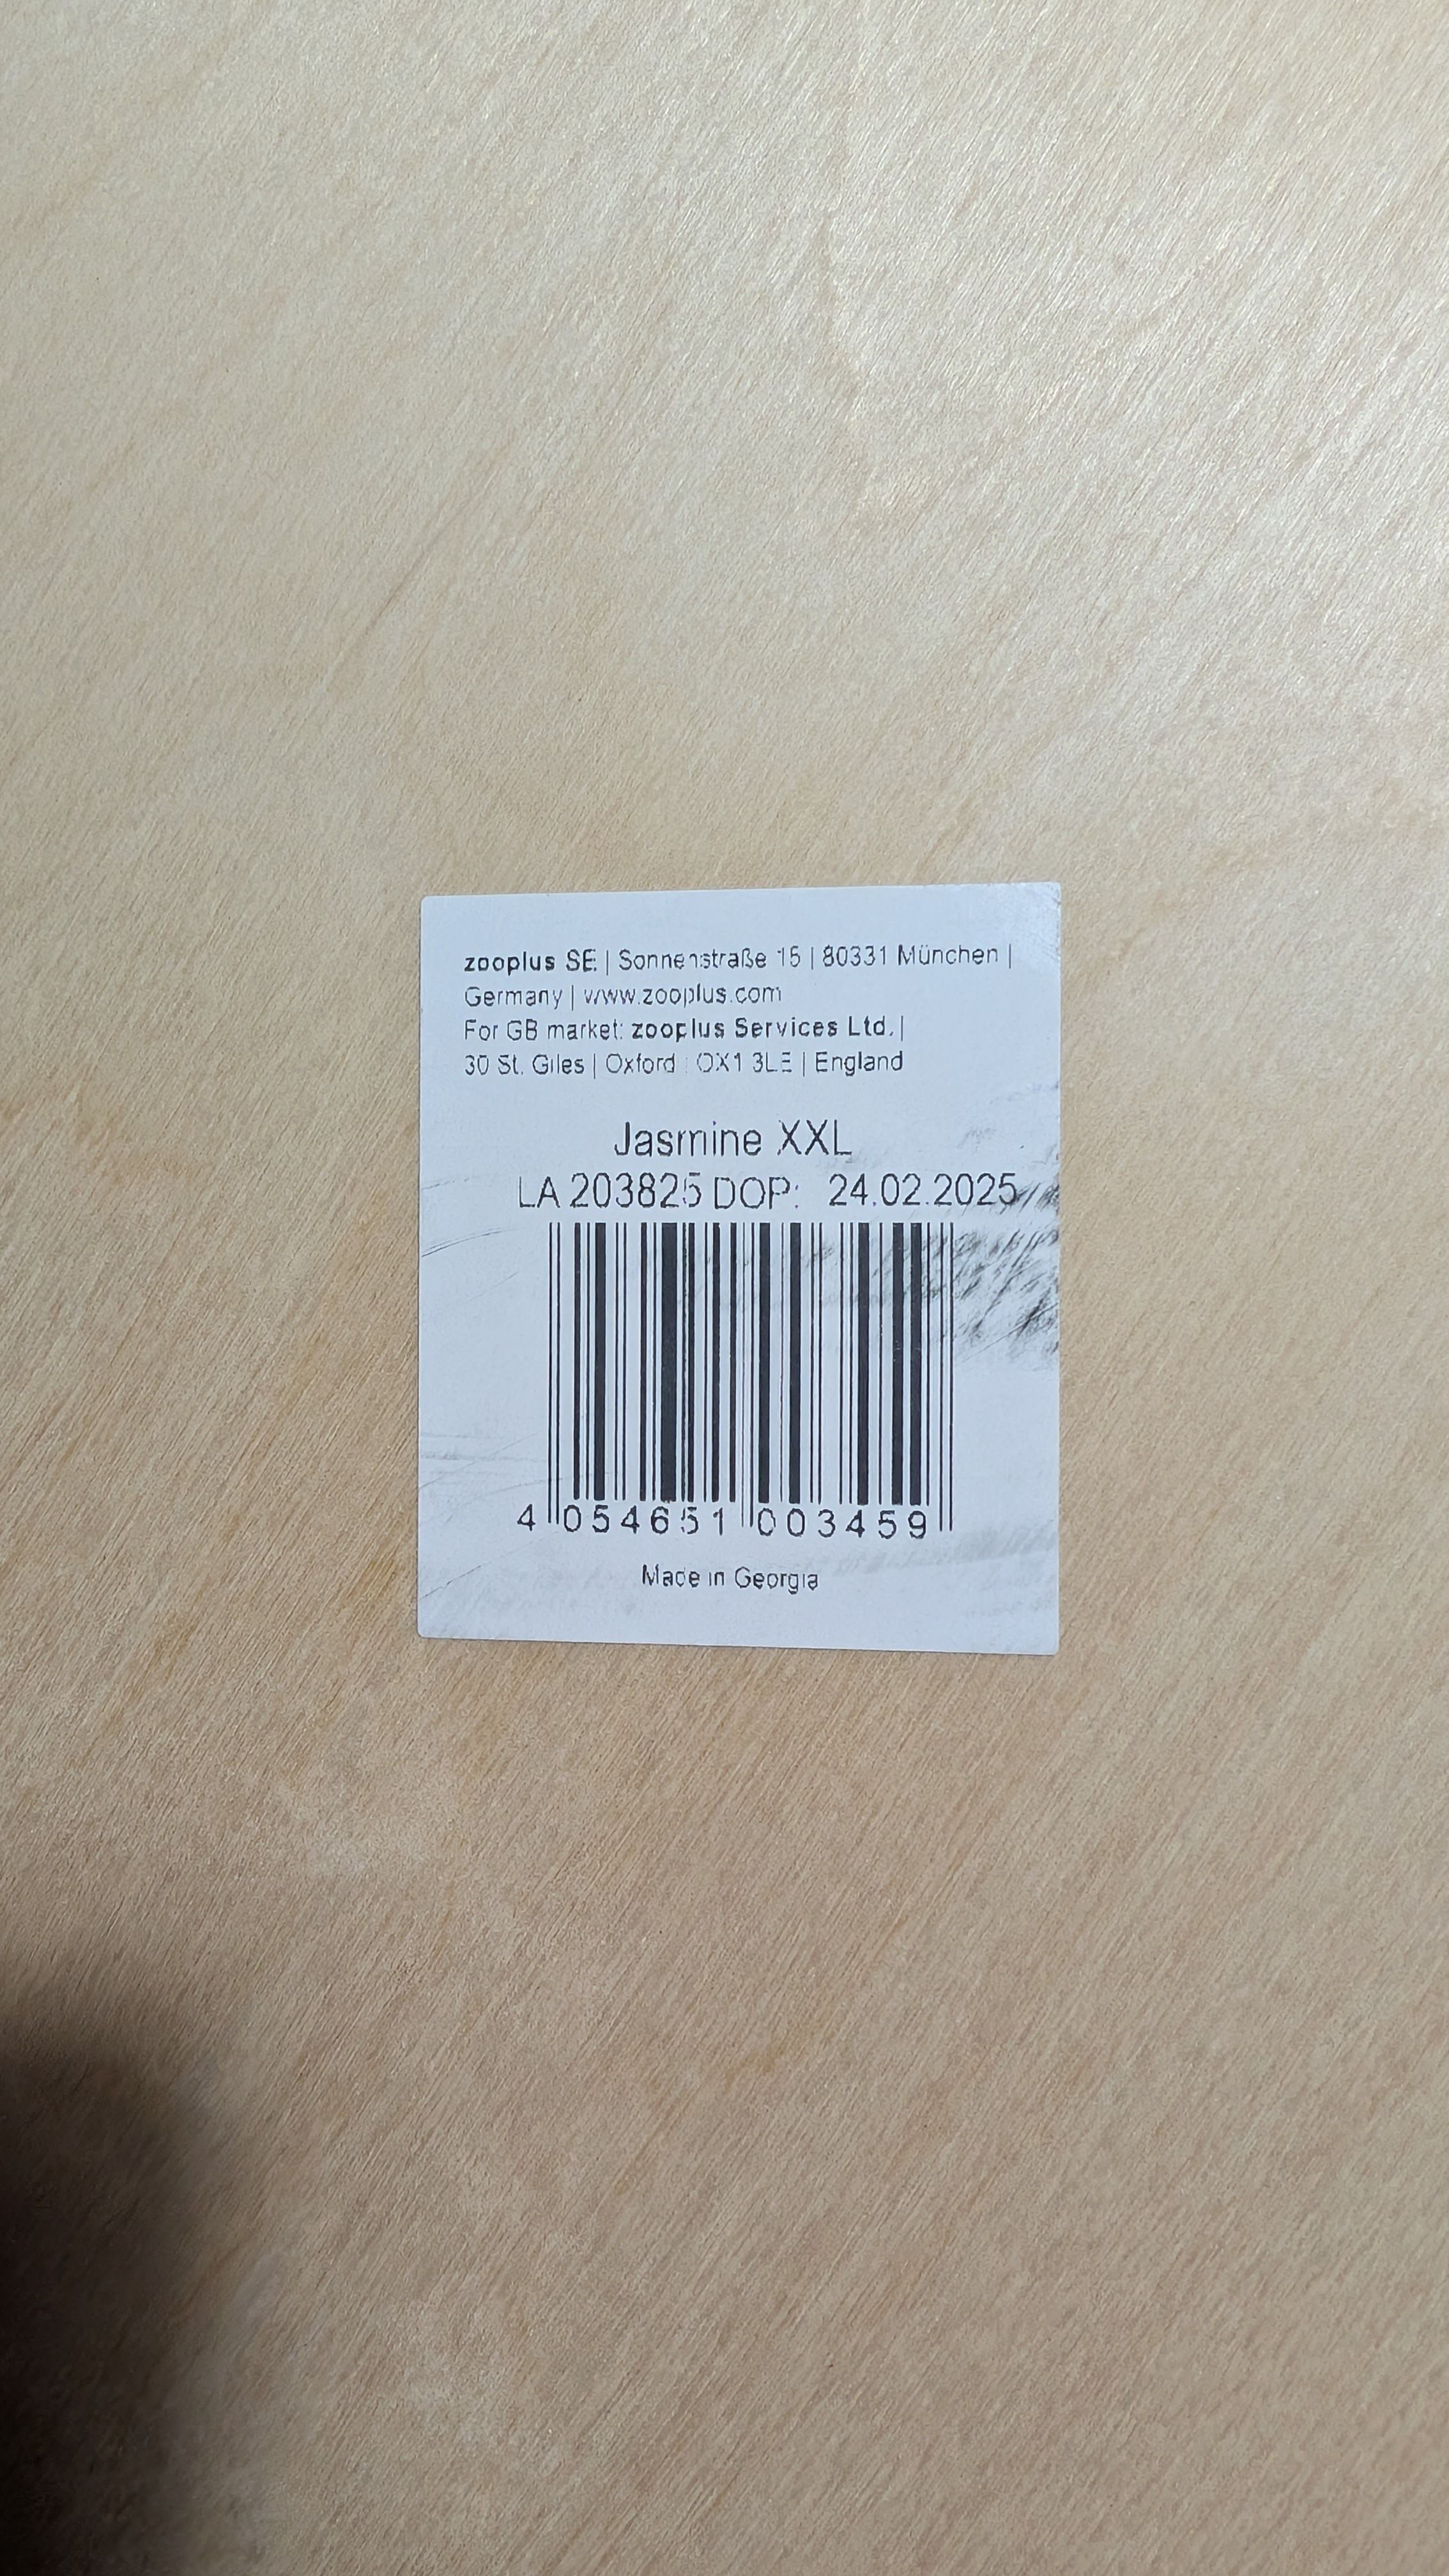 zooplus SE | Sonnenstraße 15 | 80331 München |
Germany | www.zooplus.com
For GB market: zooplus Services Ltd. |
30 St. Giles | Oxford | OX1 3LE | England
Jasmine XXL
LA 203825 DOP: 24.02.2025
4 054651 003459
Made in Georgia